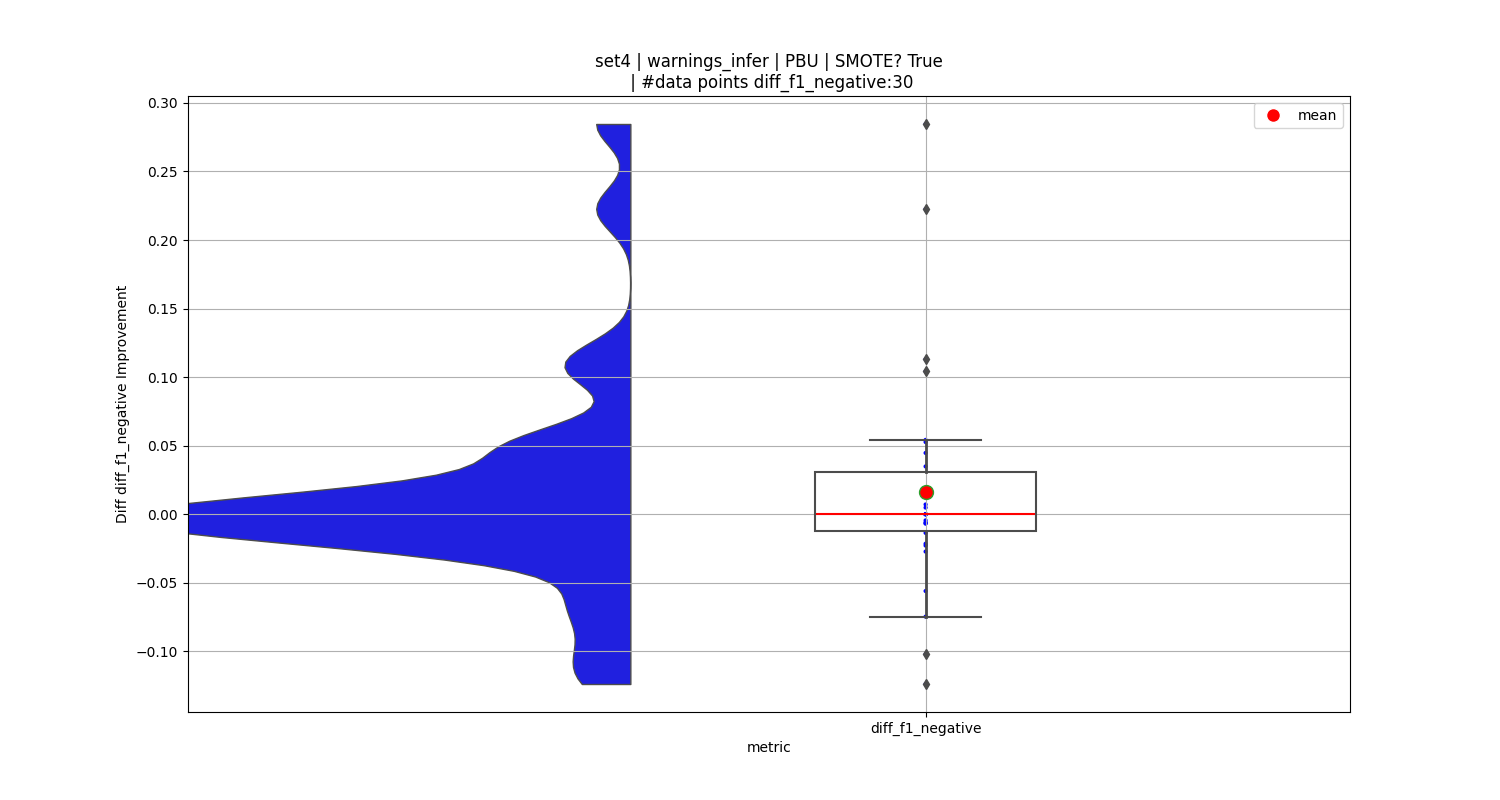 set4 | warnings_infer | PBU | SMOTE? True
| #data points diff_f1_negative:30
mean
0.30
0.25
0.20
0.15
0.10
0.05
0.00
−0.05
−0.10
Diff diff_f1_negative Improvement
diff_f1_negative
metric